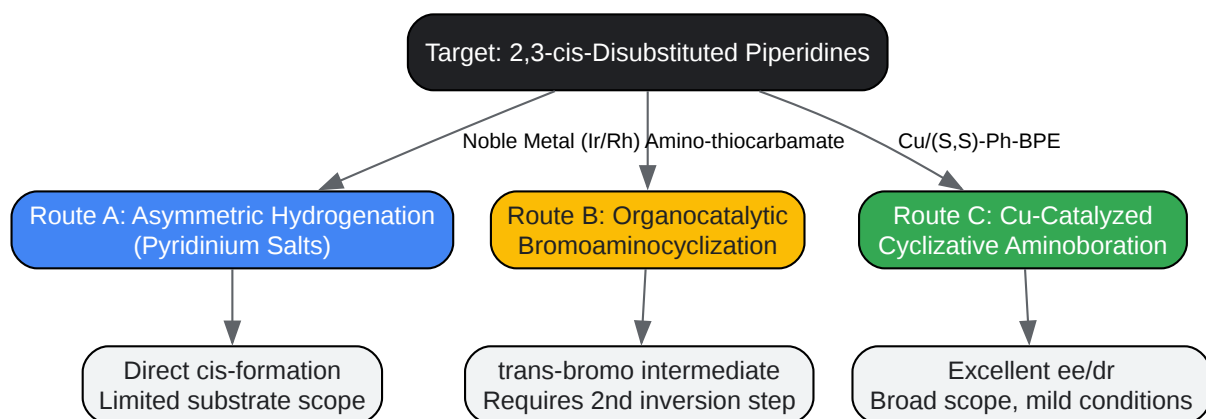 Target: 2,3-cis-Disubstituted Piperidines
Noble Metal (Ir/Rh)
Amino-thiocarbamate
Cu/(S,S)-Ph-BPE
Route A: Asymmetric Hydrogenation
(Pyridinium Salts)
Route B: Organocatalytic
Bromoaminocyclization
Route C: Cu-Catalyzed
Cyclizative Aminoboration
Direct cis-formation
Limited substrate scope
trans-bromo intermediate
Requires 2nd inversion step
Excellent ee/dr
Broad scope, mild conditions